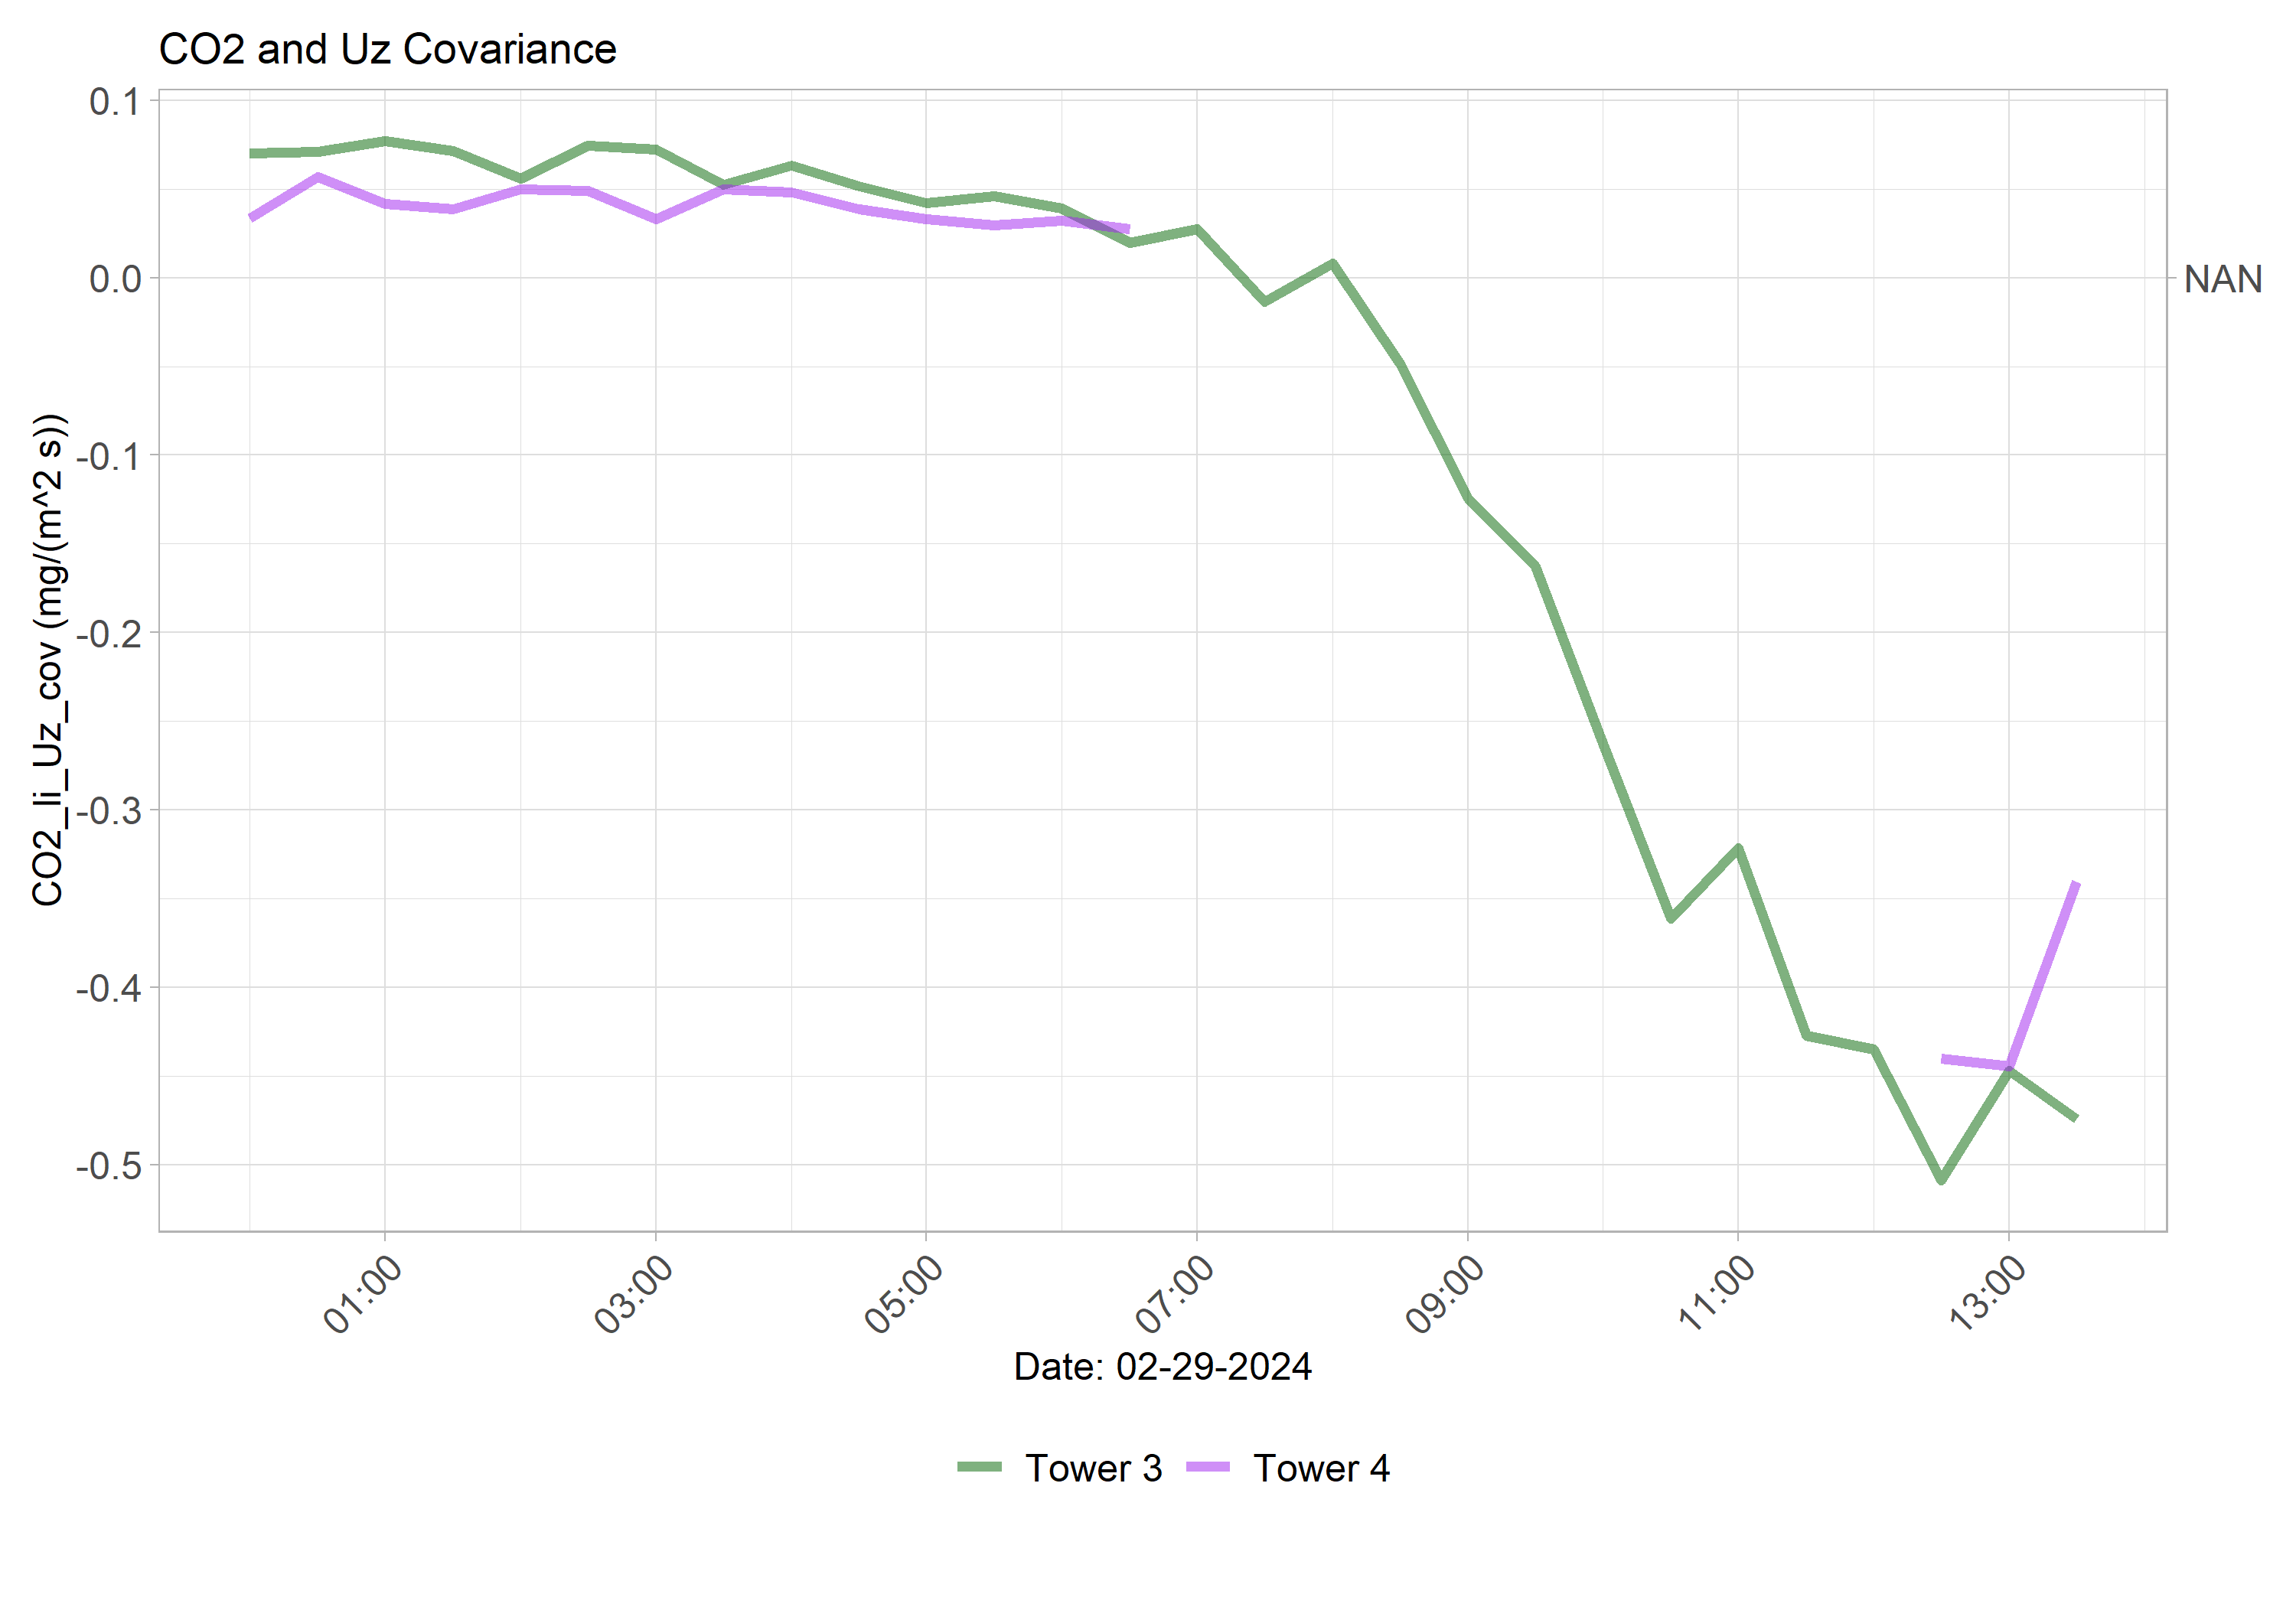 CO2 and Uz Covariance
CO2_li_Uz_cov (mg/(m^2 s))
0.1
0.0
-0.1
-0.2
-0.3
-0.4
-0.5
NAN
01:00
03:00
05:00
07:00
09:00
11:00
13:00
Date: 02-29-2024
Tower 3
Tower 4